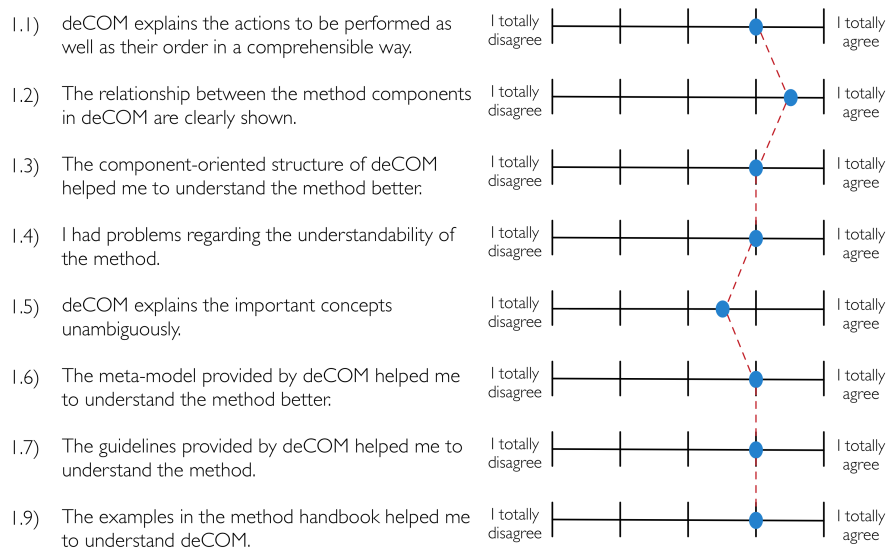 1.1) deCOM explains the actions to be performed as
well as their order in a comprehensible way.
I totally
disagree
I totally
agree
1.2) The relationship between the method components
in deCOM are clearly shown.
I totally
disagree
I totally
agree
1.3) The component-oriented structure of deCOM
helped me to understand the method better.
I totally
disagree
I totally
agree
1.4) I had problems regarding the understandability of
the method.
I totally
disagree
I totally
agree
1.5) deCOM explains the important concepts
unambiguously.
I totally
disagree
I totally
agree
1.6) The meta-model provided by deCOM helped me
to understand the method better.
I totally
disagree
I totally
agree
1.7) The guidelines provided by deCOM helped me to
understand the method.
I totally
disagree
I totally
agree
1.9) The examples in the method handbook helped me
to understand deCOM.
I totally
disagree
I totally
agree